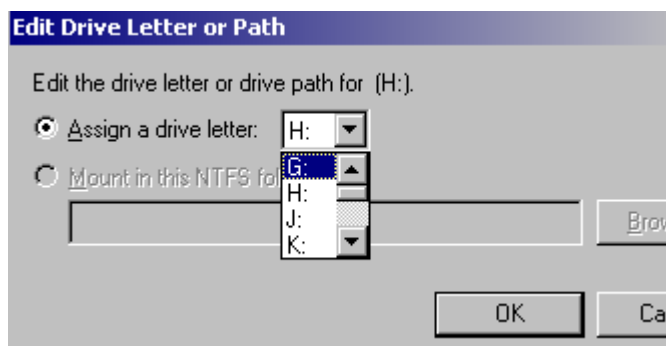 Edit Drive Letter or Path
Edit the drive letter or drive path for (H:).
Assign a drive letter: H:
G:
Mount in this NTFS fol
H:
J:
K:
Brow
OK
Ca